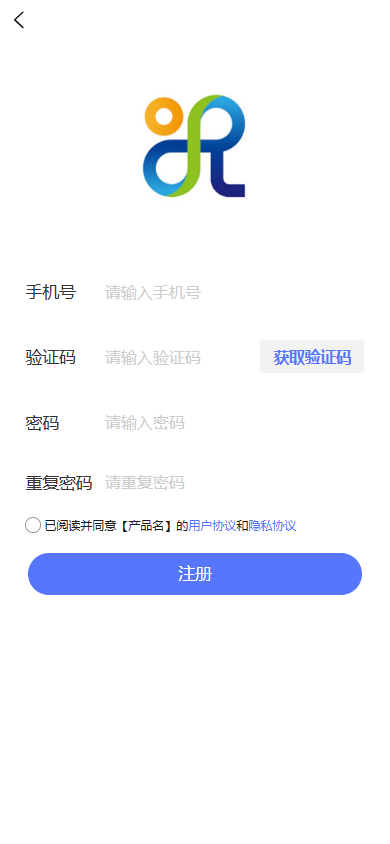 手机号 请输入手机号
验证码 请输入验证码 获取验证码
密码 请输入密码
重复密码 请重复密码
已阅读并同意【产品名】的用户协议和隐私协议
注册